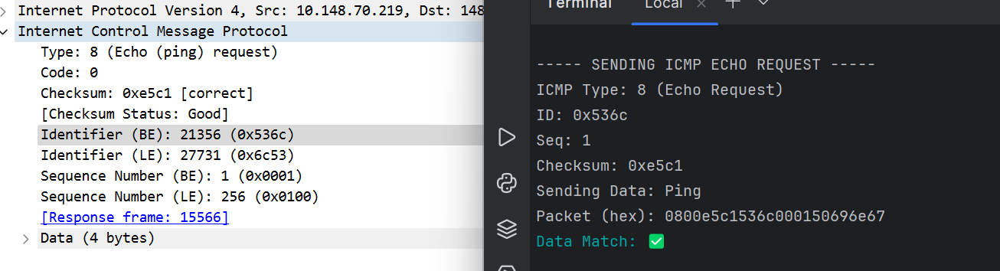 Internet Protocol Version 4, Src: 10.148.70.219, Dst: 148
Internet Control Message Protocol
Type: 8 (Echo (ping) request)
Code: 0
Checksum: 0xe5c1 [correct]
[Checksum Status: Good]
Identifier (BE): 21356 (0x536c)
Identifier (LE): 27731 (0x6c53)
Sequence Number (BE): 1 (0x0001)
Sequence Number (LE): 256 (0x0100)
[Response frame: 15566]
Data (4 bytes)
Terminal Local
----- SENDING ICMP ECHO REQUEST -----
ICMP Type: 8 (Echo Request)
ID: 0x536c
Seq: 1
Checksum: 0xe5c1
Sending Data: Ping
Packet (hex): 0800e5c1536c000150696e67
Data Match: ✅